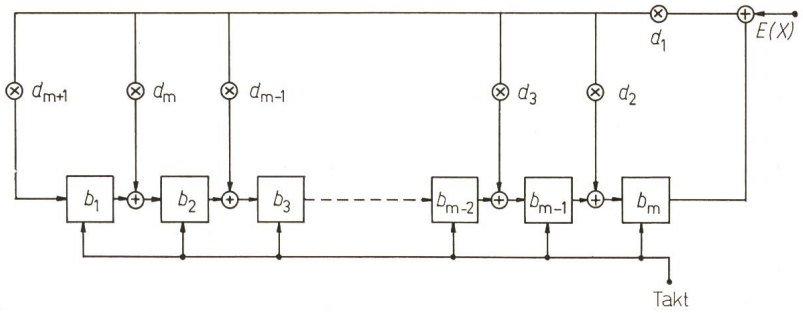 E(X)
d₁
dₘ₊₁ dₘ dₘ₋₁ d₃ d₂
b₁ b₂ b₃ bₘ₋₂ bₘ₋₁ bₘ
Takt